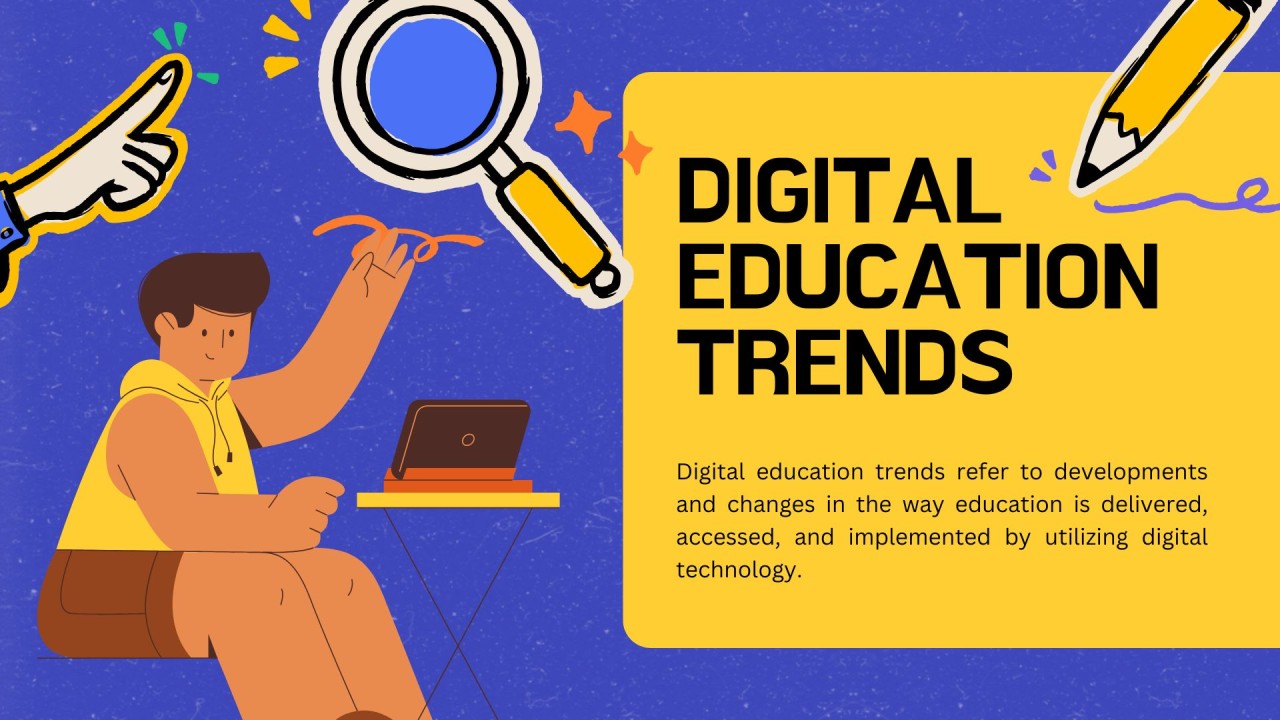 DIGITAL
EDUCATION
TRENDS
Digital education trends refer to developments
and changes in the way education is delivered,
accessed, and implemented by utilizing digital
technology.